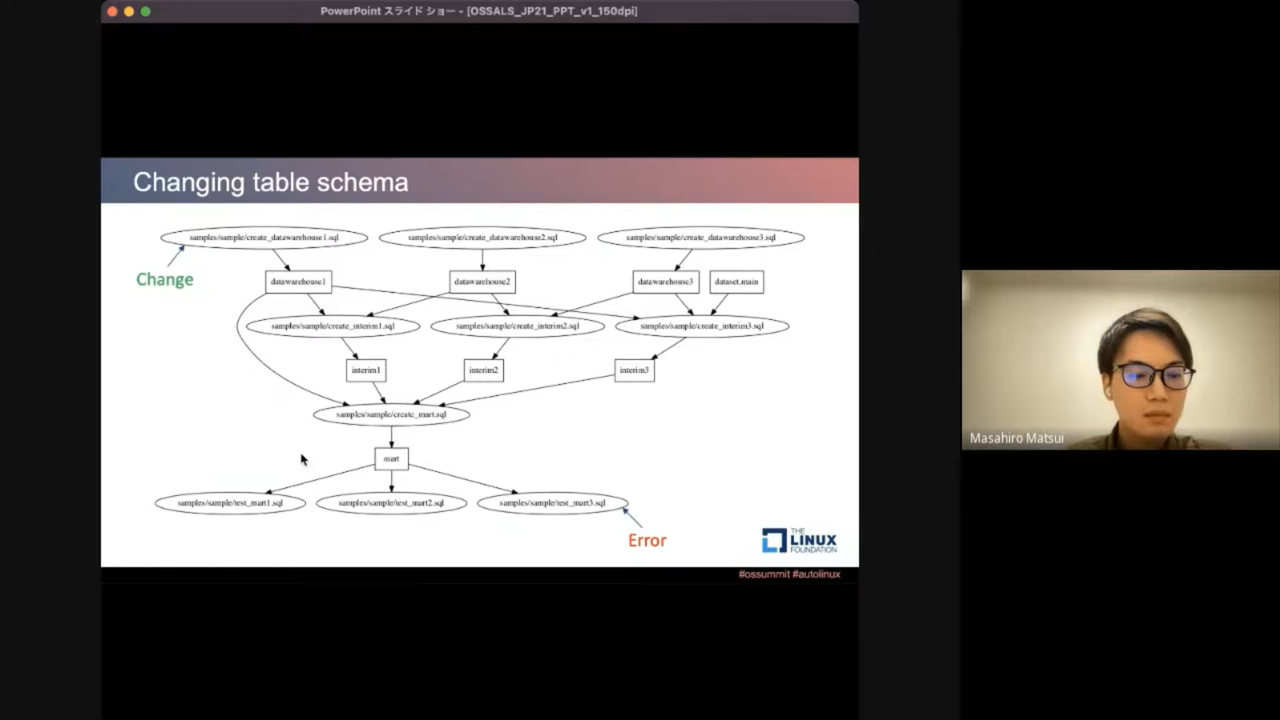 PowerPoint スライド ショー - [OSSALS_JP21_PPT_v1_150dpi]
Changing table schema
samples/sample/create_datawarehouse1.sql
samples/sample/create_datawarehouse2.sql
samples/sample/create_datawarehouse3.sql
Change
datawarehouse1
datawarehouse2
datawarehouse3
dataset.main
samples/sample/create_interim1.sql
samples/sample/create_interim2.sql
samples/sample/create_interim3.sql
interim1
interim2
interim3
samples/sample/create_mart.sql
mart
samples/sample/test_mart1.sql
samples/sample/test_mart2.sql
samples/sample/test_mart3.sql
Error
THE
LINUX
FOUNDATION
#ossummit #autolinux
Masahiro Matsui